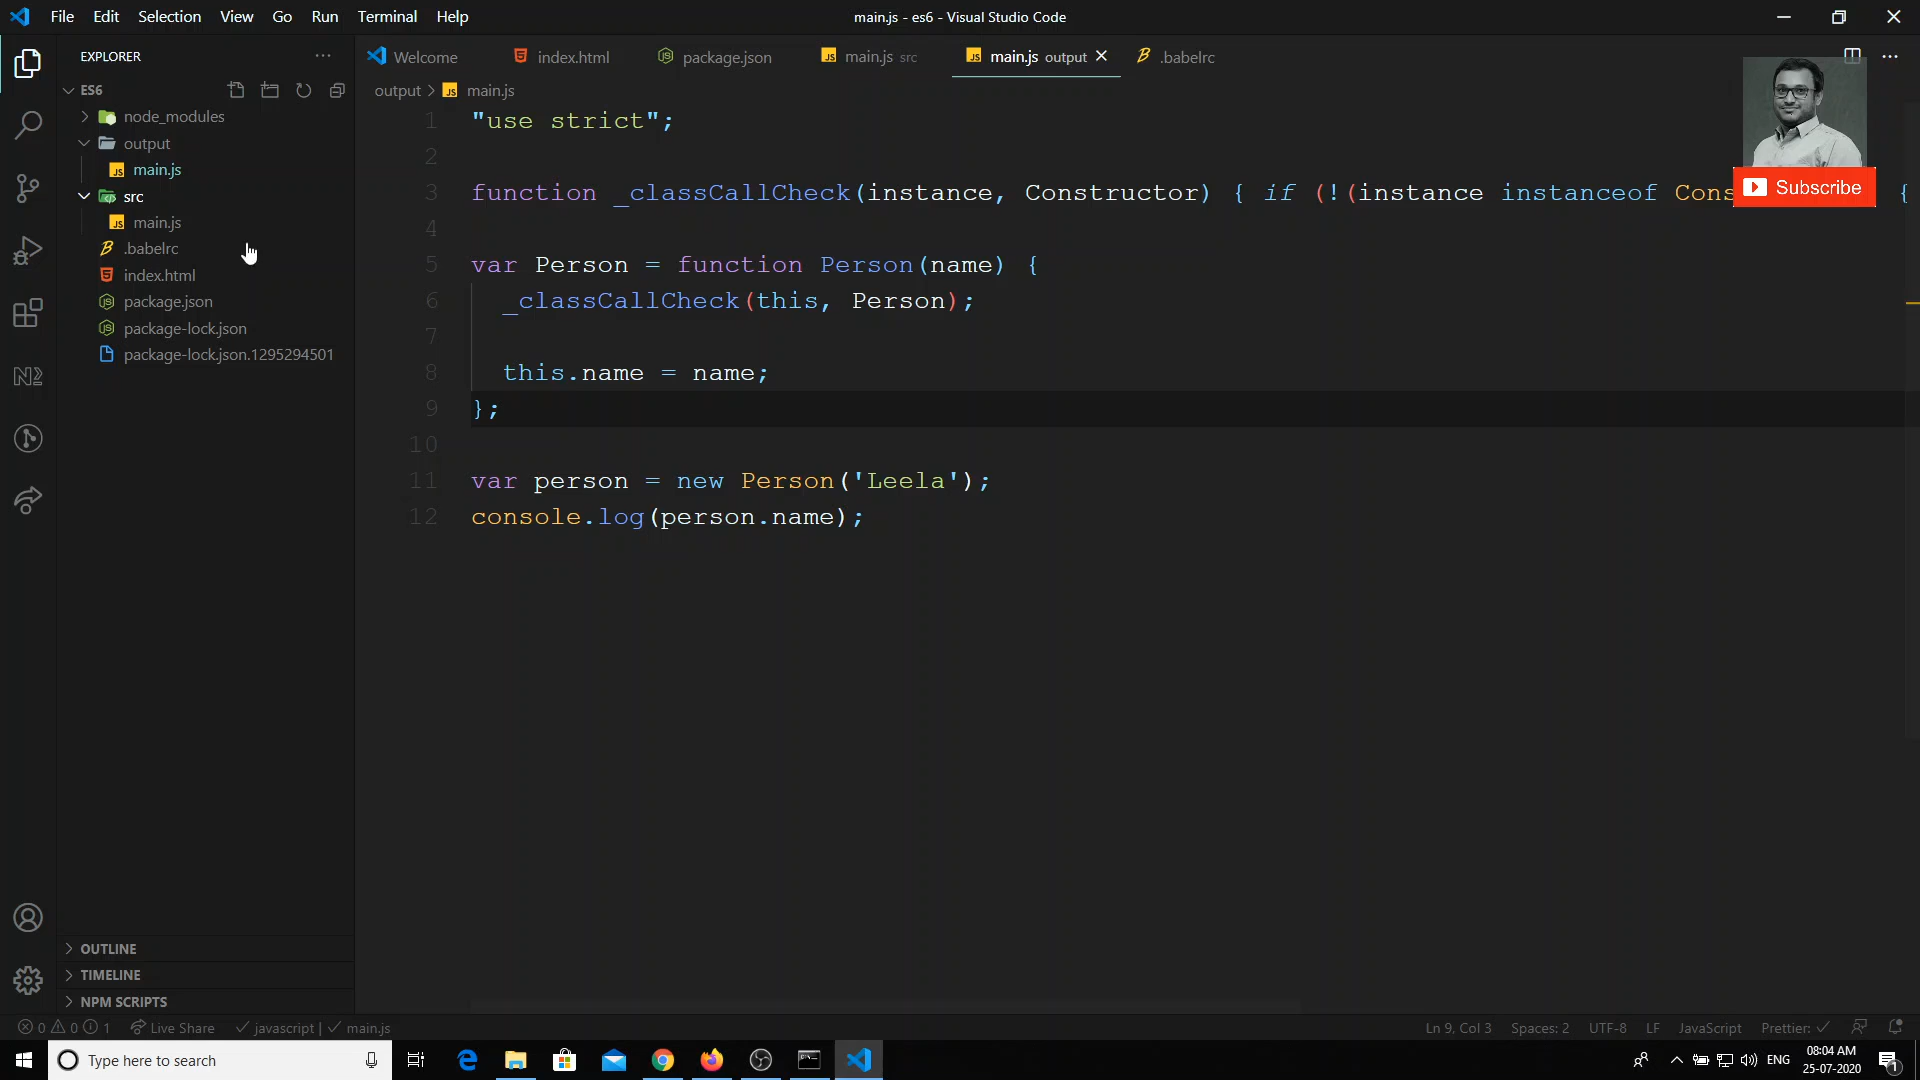 File Edit Selection View Go Run Terminal Help
main.js - es6 - Visual Studio Code
EXPLORER
Welcome
index.html
package.json
main.js src
main.js output
.babelrc
ES6
node_modules
output
main.js
src
main.js
.babelrc
index.html
package.json
package-lock.json
package-lock.json.1295294501
output > main.js
1 "use strict";
2
3 function _classCallCheck(instance, Constructor) { if (!(instance instanceof Cons {
4
5 var Person = function Person(name) {
6 _classCallCheck(this, Person);
7
8 this.name = name;
9 };
10
11 var person = new Person('Leela');
12 console.log(person.name);
Subscribe
OUTLINE
TIMELINE
NPM SCRIPTS
0 0 1 Live Share javascript | main.js
Ln 9, Col 3 Spaces: 2 UTF-8 LF JavaScript Prettier:
Type here to search
ENG
08:04 AM
25-07-2020
1